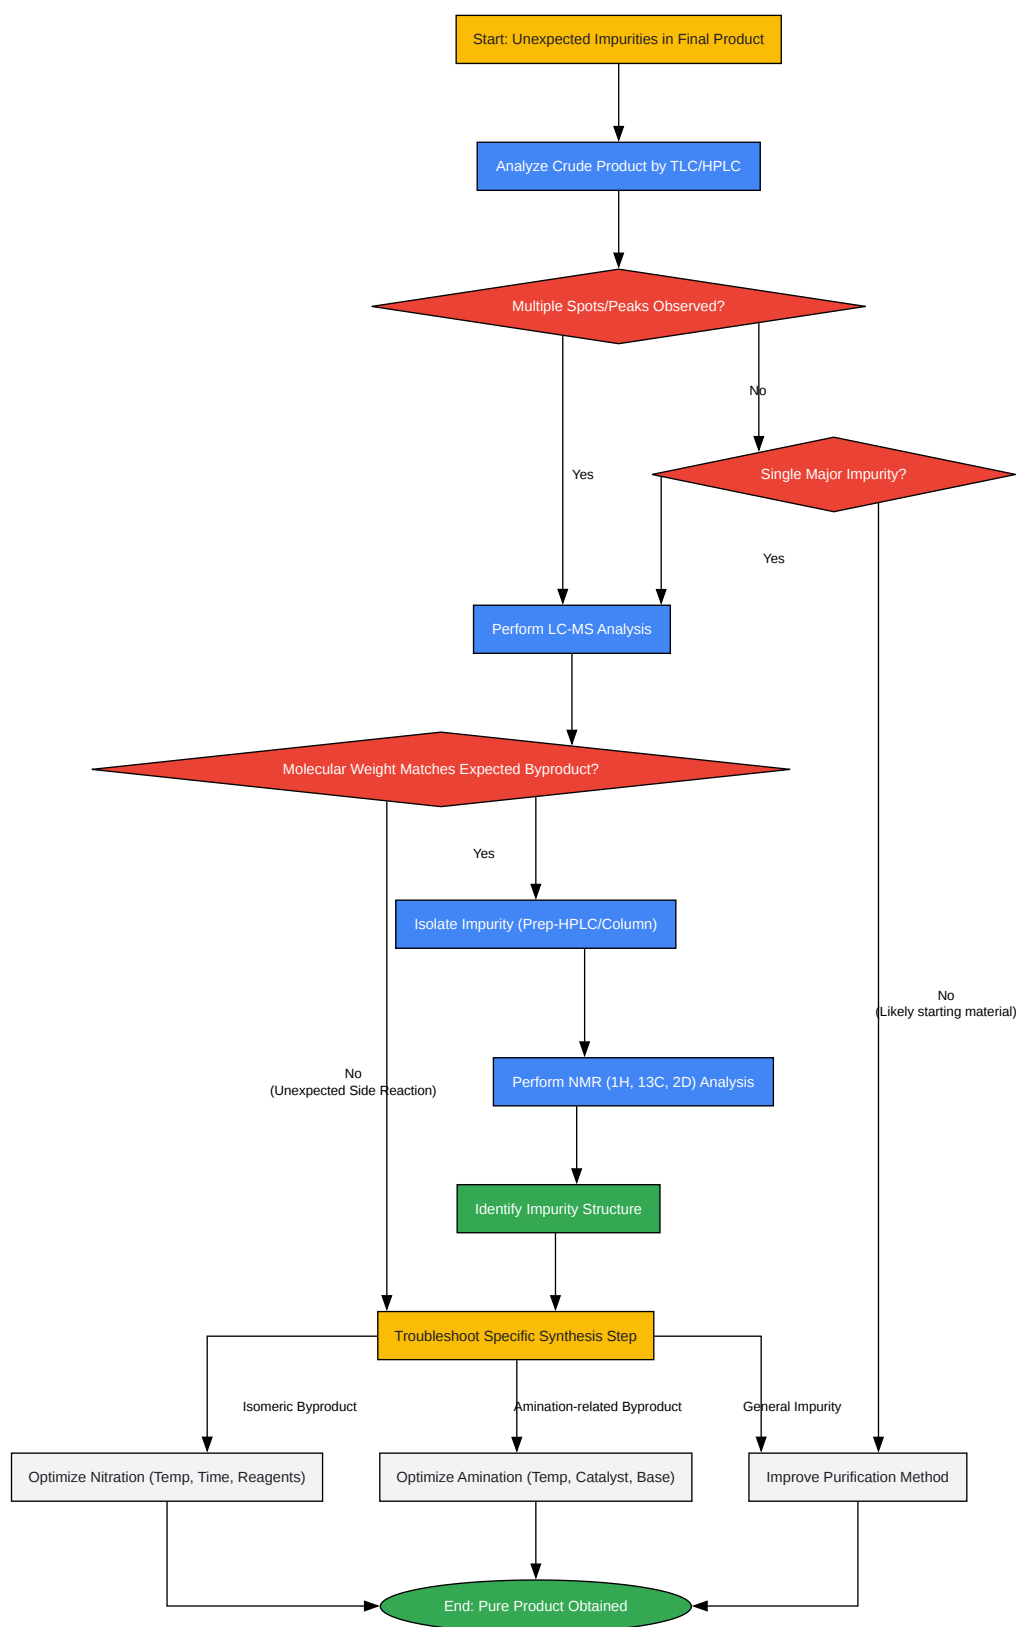 Start: Unexpected Impurities in Final Product
Analyze Crude Product by TLC/HPLC
Multiple Spots/Peaks Observed?
No
Yes
Single Major Impurity?
Yes
Perform LC-MS Analysis
Molecular Weight Matches Expected Byproduct?
Yes
Isolate Impurity (Prep-HPLC/Column)
No
(Likely starting material)
No
(Unexpected Side Reaction)
Perform NMR (1H, 13C, 2D) Analysis
Identify Impurity Structure
Troubleshoot Specific Synthesis Step
Isomeric Byproduct
Amination-related Byproduct
General Impurity
Optimize Nitration (Temp, Time, Reagents)
Optimize Amination (Temp, Catalyst, Base)
Improve Purification Method
End: Pure Product Obtained